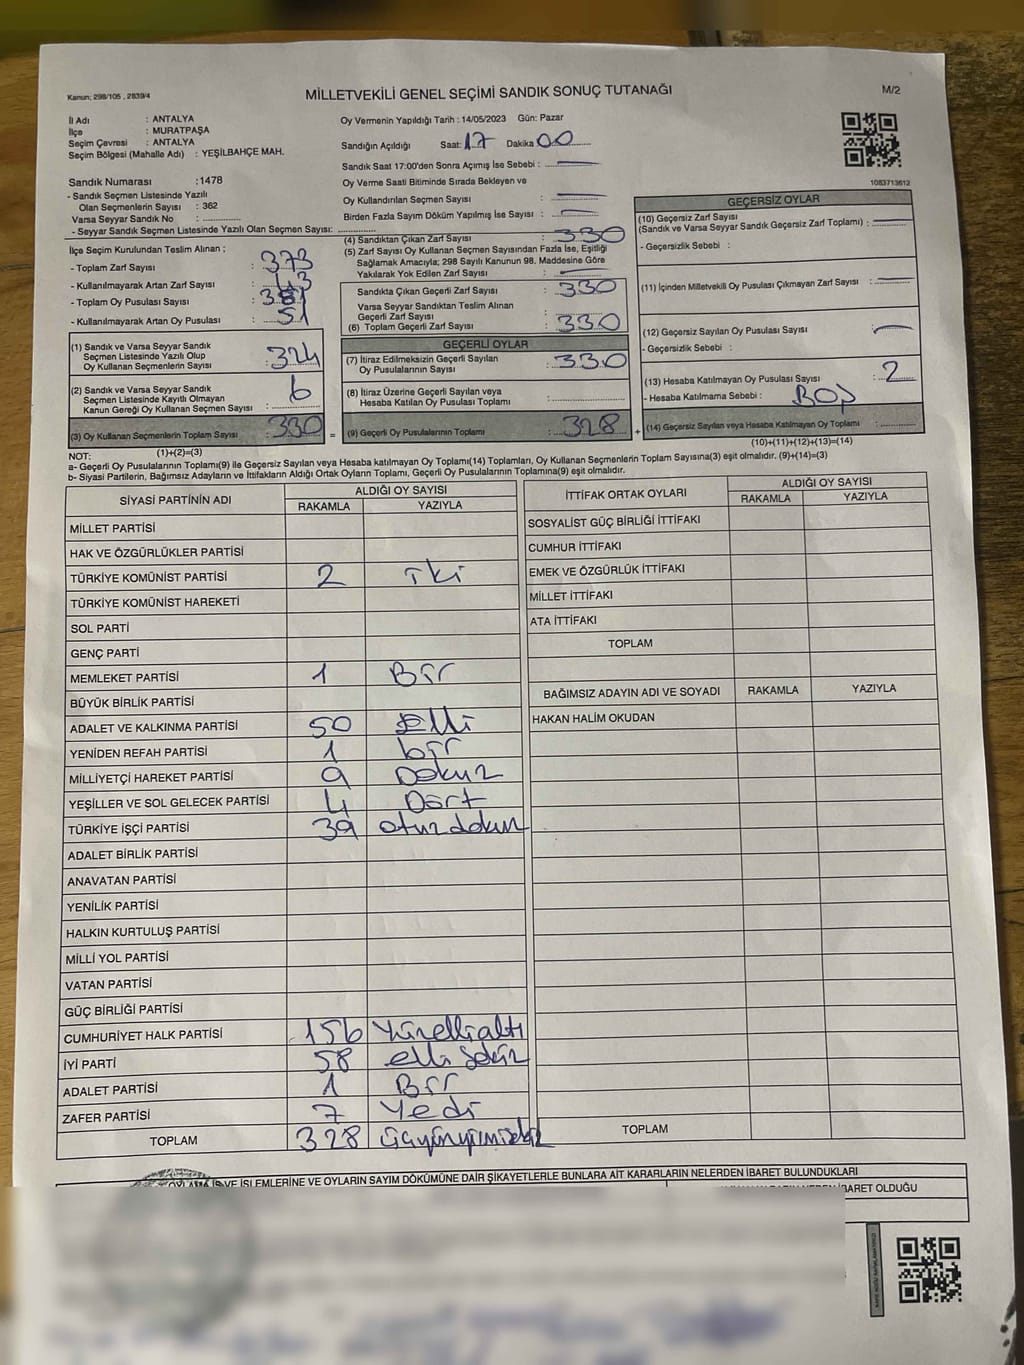 Kanun: 298/105 , 2839/4
MİLLETVEKİLİ GENEL SEÇİMİ SANDIK SONUÇ TUTANAĞI
M/2
İl Adı : ANTALYA
İlçe : MURATPAŞA
Seçim Çevresi : ANTALYA
Seçim Bölgesi (Mahalle Adı) : YEŞİLBAHÇE MAH.
Sandık Numarası : 1478
- Sandık Seçmen Listesinde Yazılı
Olan Seçmenlerin Sayısı : 362
Varsa Seyyar Sandık No :
- Seyyar Sandık Seçmen Listesinde Yazılı Olan Seçmen Sayısı:
Oy Vermenin Yapıldığı Tarih : 14/05/2023 Gün: Pazar
Sandığın Açıldığı Saat: 17 Dakika 00
Sandık Saat 17:00'den Sonra Açımış İse Sebebi :
Oy Verme Saati Bitiminde Sırada Bekleyen ve
Oy Kullandırılan Seçmen Sayısı :
Birden Fazla Sayım Döküm Yapılmış İse Sayısı :
1083713612
İlçe Seçim Kurulundan Teslim Alınan ;
- Toplam Zarf Sayısı : 373
- Kullanılmayarak Artan Zarf Sayısı : 43
- Toplam Oy Pusulası Sayısı : 381
- Kullanılmayarak Artan Oy Pusulası : 51
(1) Sandık ve Varsa Seyyar Sandık
Seçmen Listesinde Yazılı Olup
Oy Kullanan Seçmenlerin Sayısı : 324
(2) Sandık ve Varsa Seyyar Sandık
Seçmen Listesinde Kayıtlı Olmayan
Kanun Gereği Oy Kullanan Seçmen Sayısı : 6
(3) Oy Kullanan Seçmenlerin Toplam Sayısı : 330
(1)+(2)=(3)
(4) Sandıktan Çıkan Zarf Sayısı : 330
(5) Zarf Sayısı Oy Kullanan Seçmen Sayısından Fazla İse, Eşitliği
Sağlamak Amacıyla; 298 Sayılı Kanunun 98. Maddesine Göre
Yakılarak Yok Edilen Zarf Sayısı :
Sandıkta Çıkan Geçerli Zarf Sayısı : 330
Varsa Seyyar Sandıktan Teslim Alınan
Geçerli Zarf Sayısı :
(6) Toplam Geçerli Zarf Sayısı : 330
GEÇERLİ OYLAR
(7) İtiraz Edilmeksizin Geçerli Sayılan
Oy Pusulalarının Sayısı : 330
(8) İtiraz Üzerine Geçerli Sayılan veya
Hesaba Katılan Oy Pusulası Toplamı :
= (9) Geçerli Oy Pusulalarının Toplamı : 328
GEÇERSİZ OYLAR
(10) Geçersiz Zarf Sayısı
(Sandık ve Varsa Seyyar Sandık Geçersiz Zarf Toplamı) :
- Geçersizlik Sebebi :
(11) İçinden Milletvekili Oy Pusulası Çıkmayan Zarf Sayısı :
(12) Geçersiz Sayılan Oy Pusulası Sayısı :
- Geçersizlik Sebebi :
(13) Hesaba Katılmayan Oy Pusulası Sayısı : 2
- Hesaba Katılmama Sebebi : BOŞ
+ (14) Geçersiz Sayılan veya Hesaba Katılmayan Oy Toplamı :
(10)+(11)+(12)+(13)=(14)
NOT:
a- Geçerli Oy Pusulalarının Toplamı(9) ile Geçersiz Sayılan veya Hesaba katılmayan Oy Toplamı(14) Toplamları, Oy Kullanan Seçmenlerin Toplam Sayısına(3) eşit olmalıdır. (9)+(14)=(3)
b- Siyasi Partilerin, Bağımsız Adayların ve İttifakların Aldığı Ortak Oyların Toplamı, Geçerli Oy Pusulalarının Toplamına(9) eşit olmalıdır.
SİYASİ PARTİNİN ADI ALDIĞI OY SAYISI
RAKAMLA YAZIYLA
MİLLET PARTİSİ
HAK VE ÖZGÜRLÜKLER PARTİSİ
TÜRKİYE KOMÜNİST PARTİSİ 2 iki
TÜRKİYE KOMÜNİST HAREKETİ
SOL PARTİ
GENÇ PARTİ
MEMLEKET PARTİSİ 1 Bir
BÜYÜK BİRLİK PARTİSİ
ADALET VE KALKINMA PARTİSİ 50 elli
YENİDEN REFAH PARTİSİ 1 bir
MİLLİYETÇİ HAREKET PARTİSİ 9 Dokuz
YEŞİLLER VE SOL GELECEK PARTİSİ 4 Dört
TÜRKİYE İŞÇİ PARTİSİ 39 otuz dokuz
ADALET BİRLİK PARTİSİ
ANAVATAN PARTİSİ
YENİLİK PARTİSİ
HALKIN KURTULUŞ PARTİSİ
MİLLİ YOL PARTİSİ
VATAN PARTİSİ
GÜÇ BİRLİĞİ PARTİSİ
CUMHURİYET HALK PARTİSİ 156 Yüzellialtı
İYİ PARTİ 58 elli sekiz
ADALET PARTİSİ 1 Bir
ZAFER PARTİSİ 7 Yedi
TOPLAM 328 üçyüzyirmisekiz
İTTİFAK ORTAK OYLARI ALDIĞI OY SAYISI
RAKAMLA YAZIYLA
SOSYALİST GÜÇ BİRLİĞİ İTTİFAKI
CUMHUR İTTİFAKI
EMEK VE ÖZGÜRLÜK İTTİFAKI
MİLLET İTTİFAKI
ATA İTTİFAKI
TOPLAM
BAĞIMSIZ ADAYIN ADI VE SOYADI RAKAMLA YAZIYLA
HAKAN HALİM OKUDAN
TOPLAM
İŞLEMLERİNE VE OYLARIN SAYIM DÖKÜMÜNE DAİR ŞİKAYETLERLE BUNLARA AİT KARARLARIN NELERDEN İBARET BULUNDUKLARI
İBARET OLDUĞU